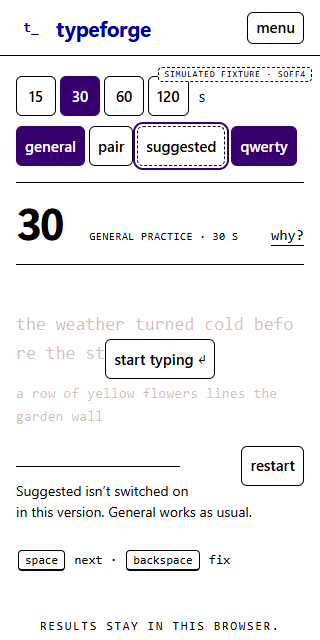 t_ typeforge menu
SIMULATED FIXTURE · SOFF4
15 30 60 120 s
general pair suggested qwerty
30 GENERAL PRACTICE · 30 S why?
the weather turned cold befo
re the st
start typing ↲
a row of yellow flowers lines the
garden wall
restart
Suggested isn’t switched on
in this version. General works as usual.
space next · backspace fix
RESULTS STAY IN THIS BROWSER.